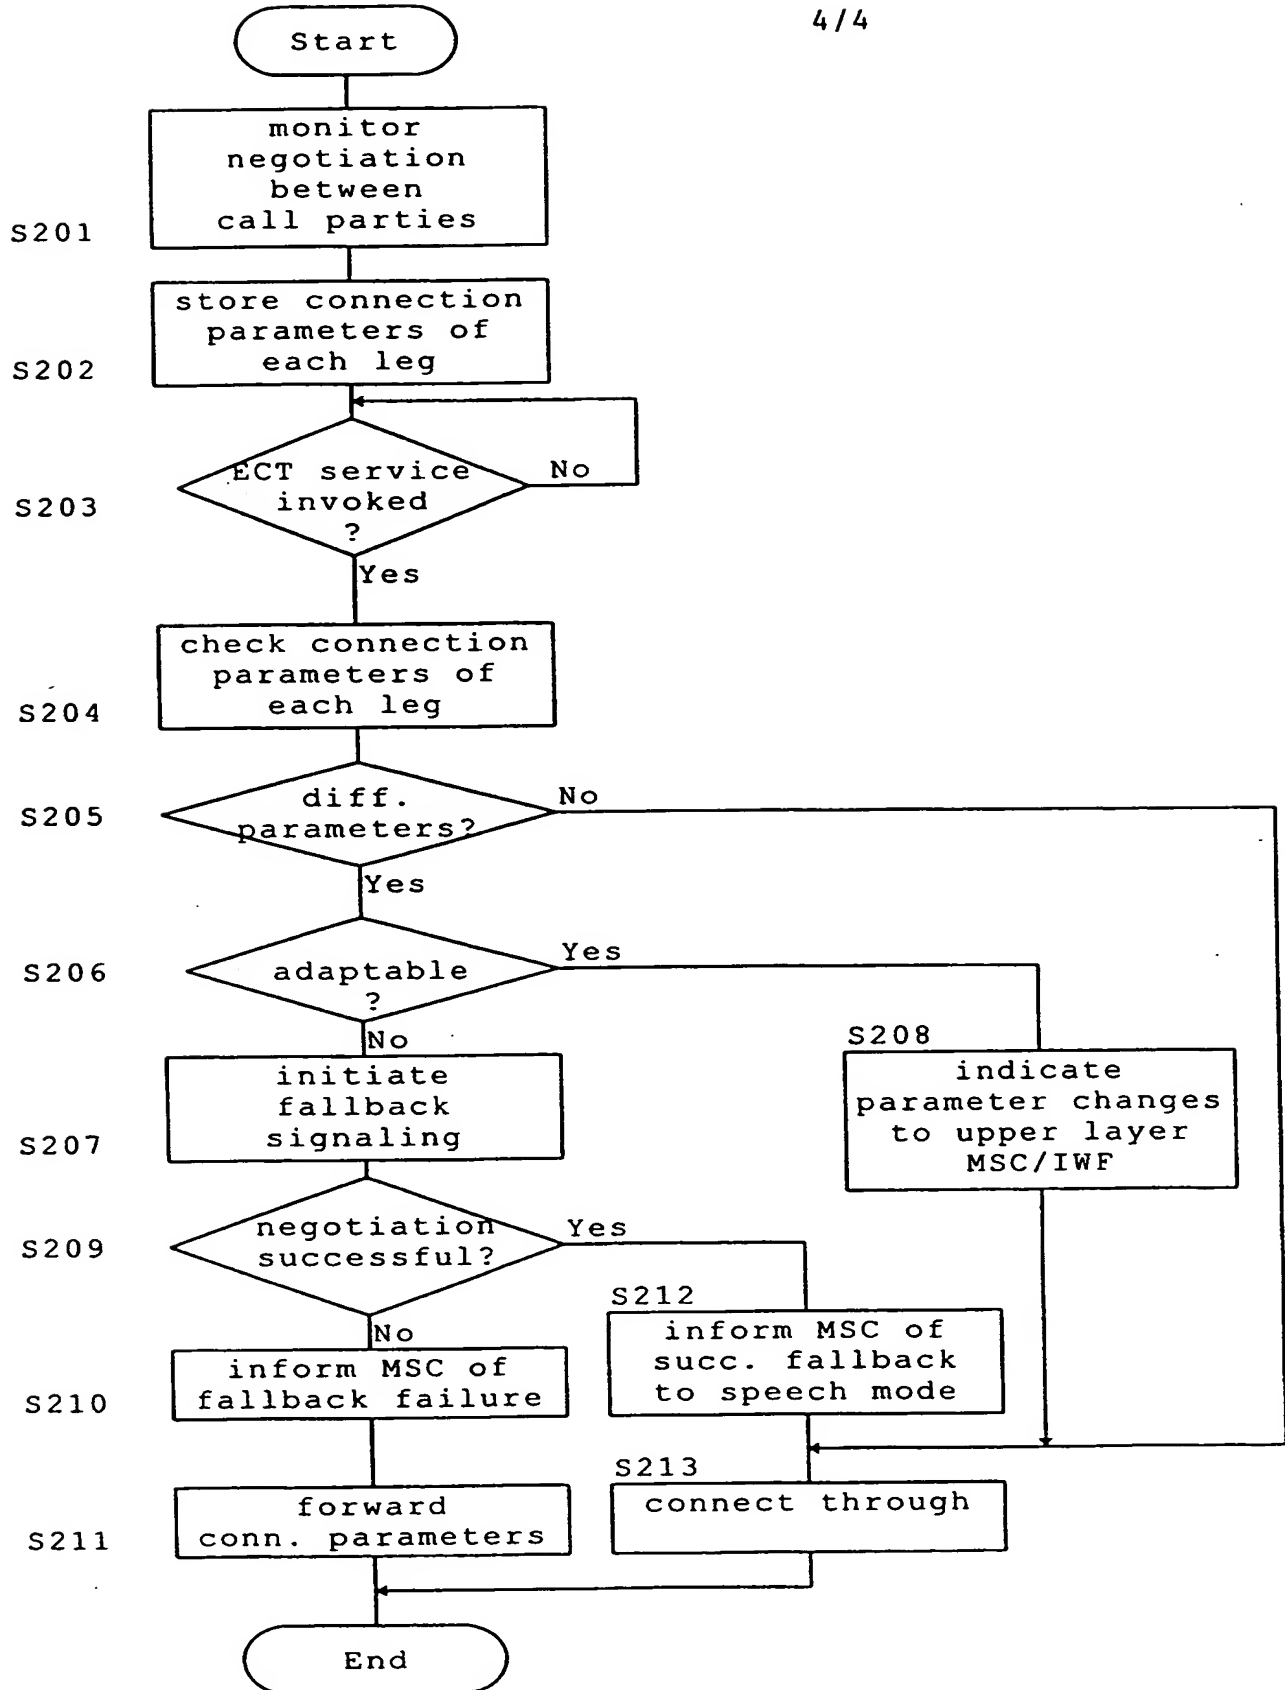 4/4
Start
monitor
negotiation
between
call parties
S201
store connection
parameters of
each leg
S202
ECT service
invoked
?
No
S203
Yes
check connection
parameters of
each leg
S204
diff.
parameters?
No
S205
Yes
adaptable
?
Yes
S206
No
initiate
fallback
signaling
S207
S208
indicate
parameter changes
to upper layer
MSC/IWF
negotiation
successful?
Yes
S209
No
S212
inform MSC of
succ. fallback
to speech mode
inform MSC of
fallback failure
S210
S213
connect through
forward
conn. parameters
S211
End